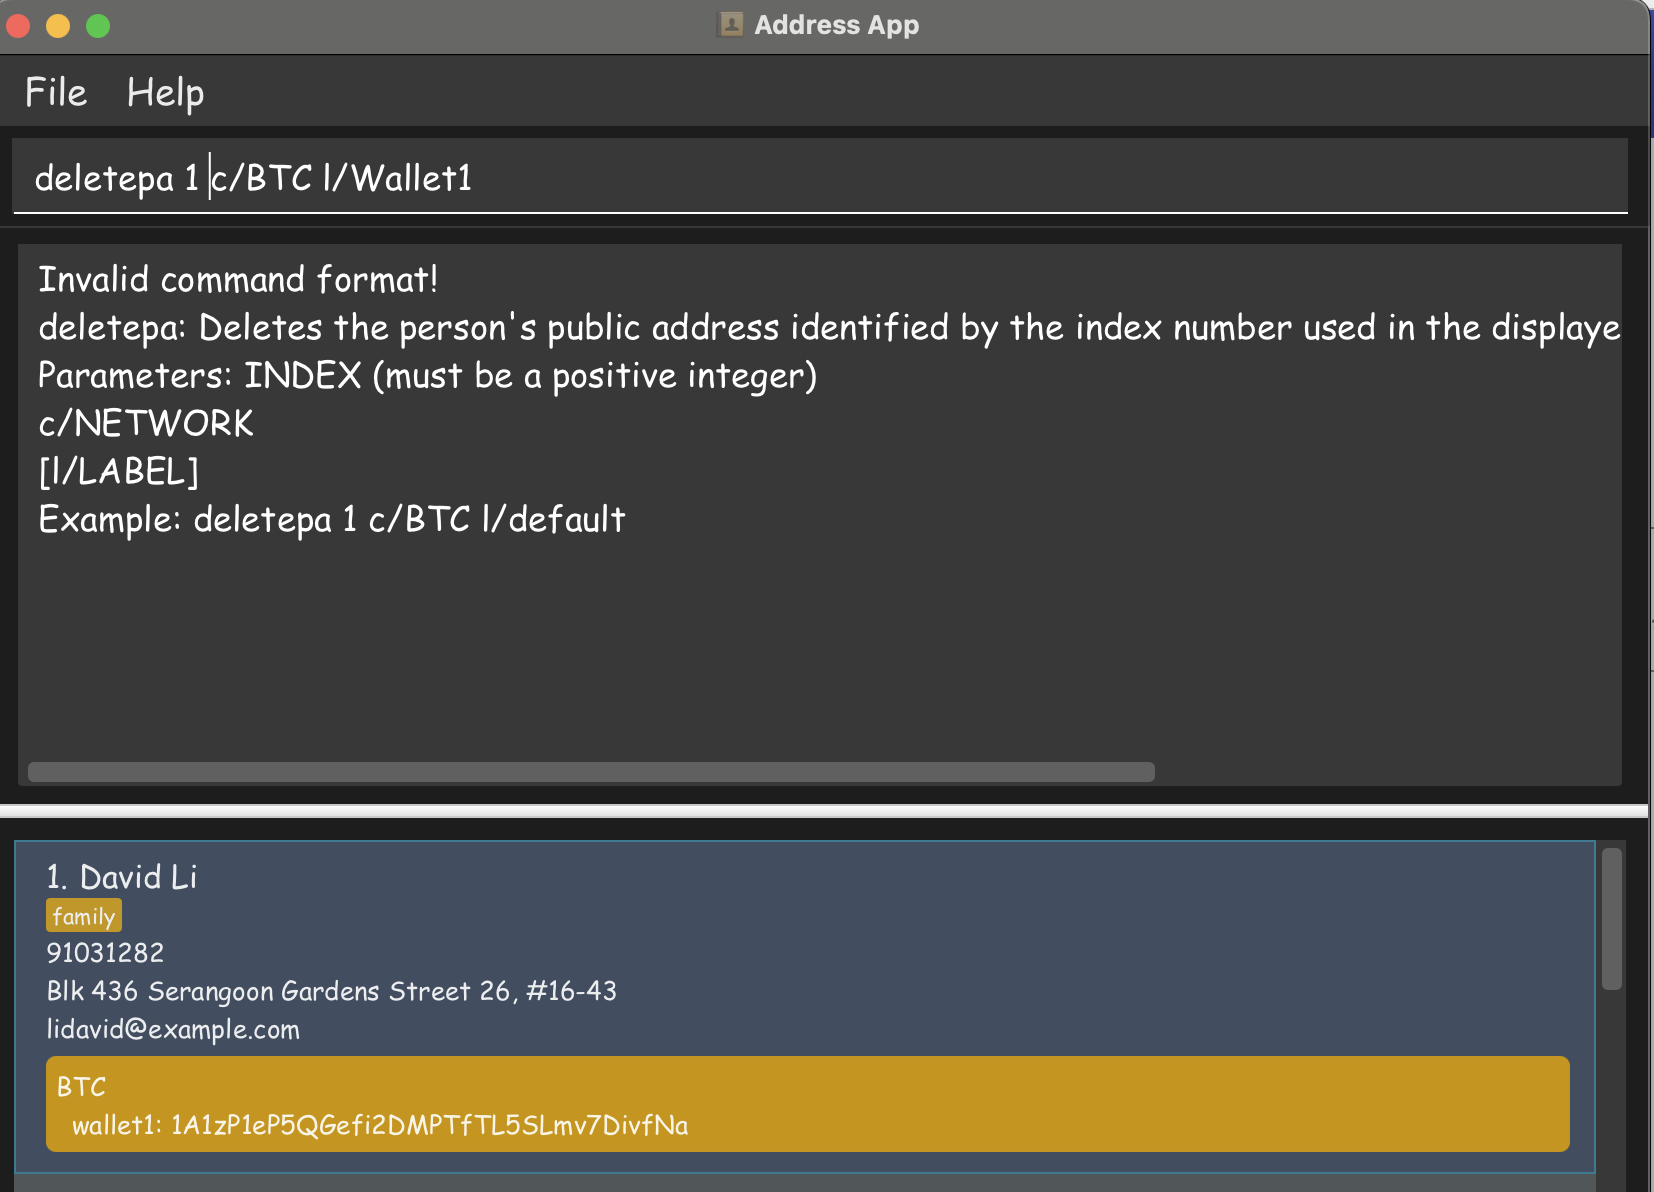 Address App
File Help
deletepa 1 c/BTC l/Wallet1
Invalid command format!
deletepa: Deletes the person's public address identified by the index number used in the displaye
Parameters: INDEX (must be a positive integer)
c/NETWORK
[l/LABEL]
Example: deletepa 1 c/BTC l/default
1. David Li
family
91031282
Blk 436 Serangoon Gardens Street 26, #16-43
lidavid@example.com
BTC
wallet1: 1A1zP1eP5QGefi2DMPTfTL5SLmv7DivfNa